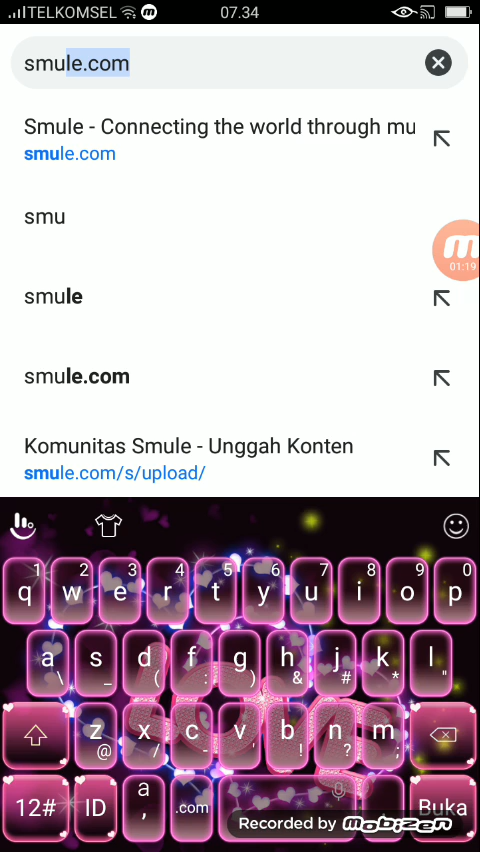 TELKOMSEL 07.34
smule.com
Smule - Connecting the world through mu
smule.com
smu
smule
01:19
smule.com
Komunitas Smule - Unggah Konten
smule.com/s/upload/
1 2 3 4 5 6 7 8 9 0
q w e r t y u i o p
a s d f g h j k l
\ _ ( : ) & # * "
z x c v b n m
@ / - ' ! ? ;
12# ID a , .com Buka
LOVE
Recorded by mobizen